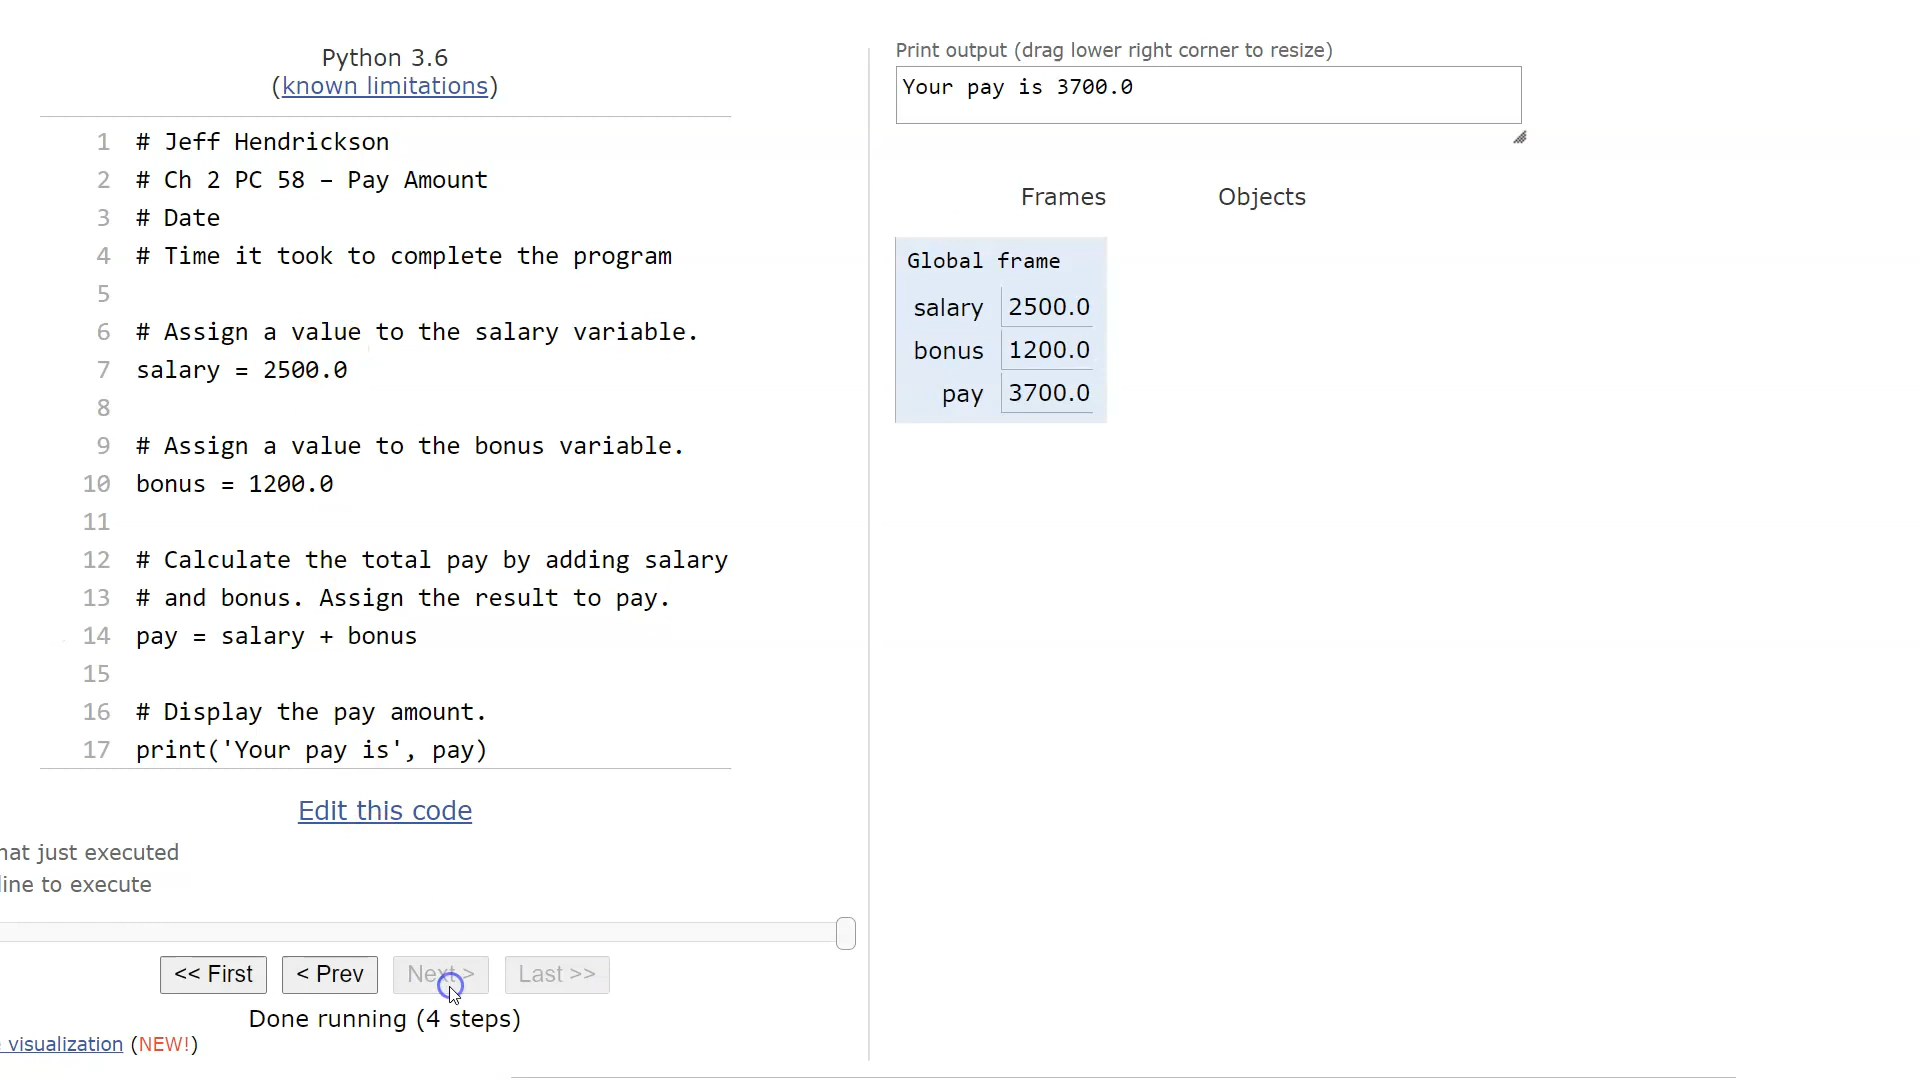 Python 3.6
(known limitations)
1 # Jeff Hendrickson
2 # Ch 2 PC 58 – Pay Amount
3 # Date
4 # Time it took to complete the program
5
6 # Assign a value to the salary variable.
7 salary = 2500.0
8
9 # Assign a value to the bonus variable.
10 bonus = 1200.0
11
12 # Calculate the total pay by adding salary
13 # and bonus. Assign the result to pay.
14 pay = salary + bonus
15
16 # Display the pay amount.
17 print('Your pay is', pay)
Edit this code
hat just executed
line to execute
<< First < Prev Next > Last >>
Done running (4 steps)
visualization (NEW!)
Print output (drag lower right corner to resize)
Your pay is 3700.0
Frames Objects
Global frame
salary 2500.0
bonus 1200.0
pay 3700.0